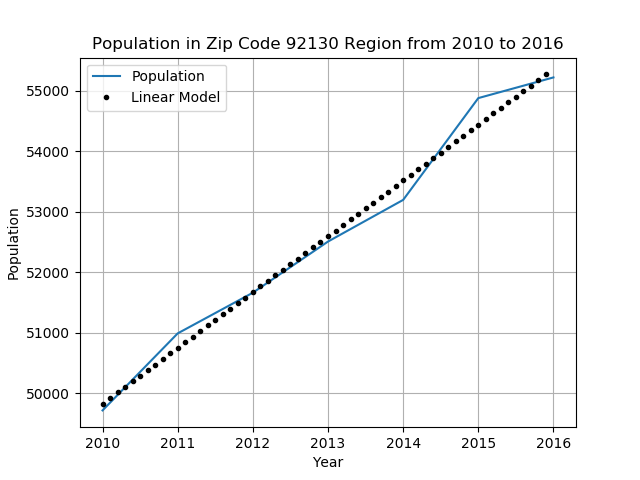 Population in Zip Code 92130 Region from 2010 to 2016
Population
Linear Model
55000
54000
53000
52000
51000
50000
Population
2010 2011 2012 2013 2014 2015 2016
Year